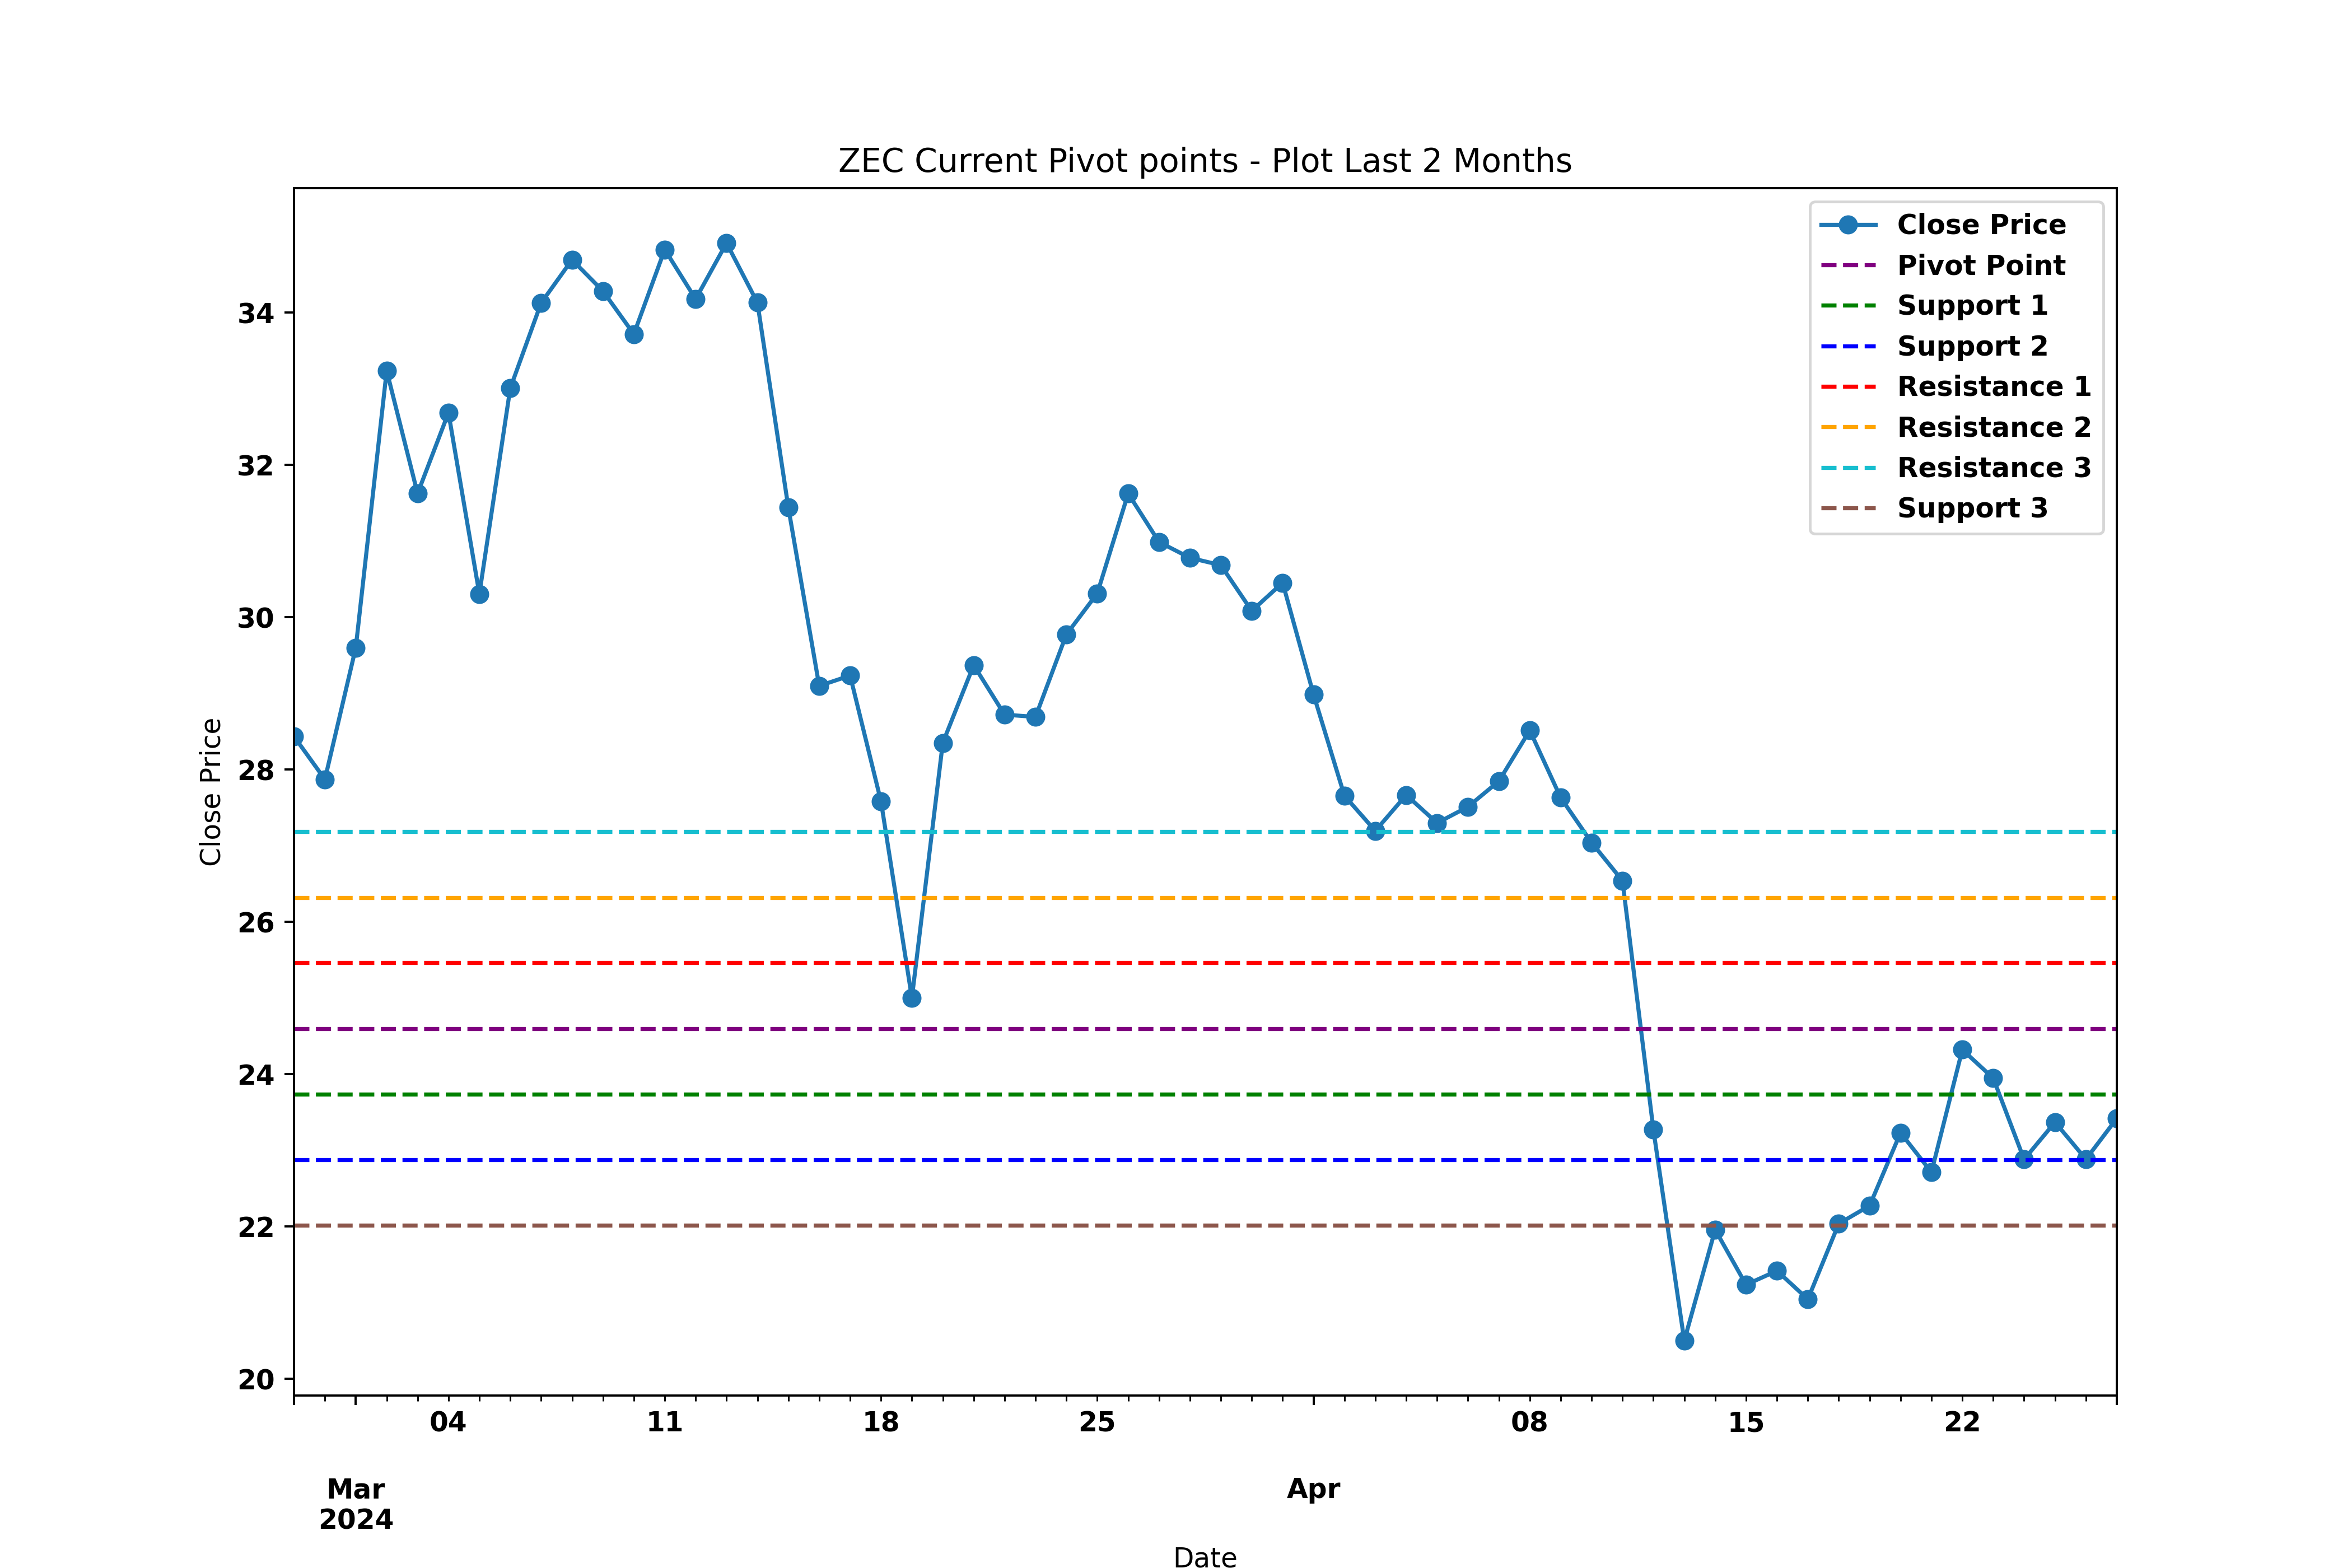 ZEC Current Pivot points - Plot Last 2 Months
Close Price
Pivot Point
Support 1
Support 2
Resistance 1
Resistance 2
Resistance 3
Support 3
34
32
30
28
26
24
22
20
Close Price
04
11
18
25
08
15
22
Mar
2024
Apr
Date